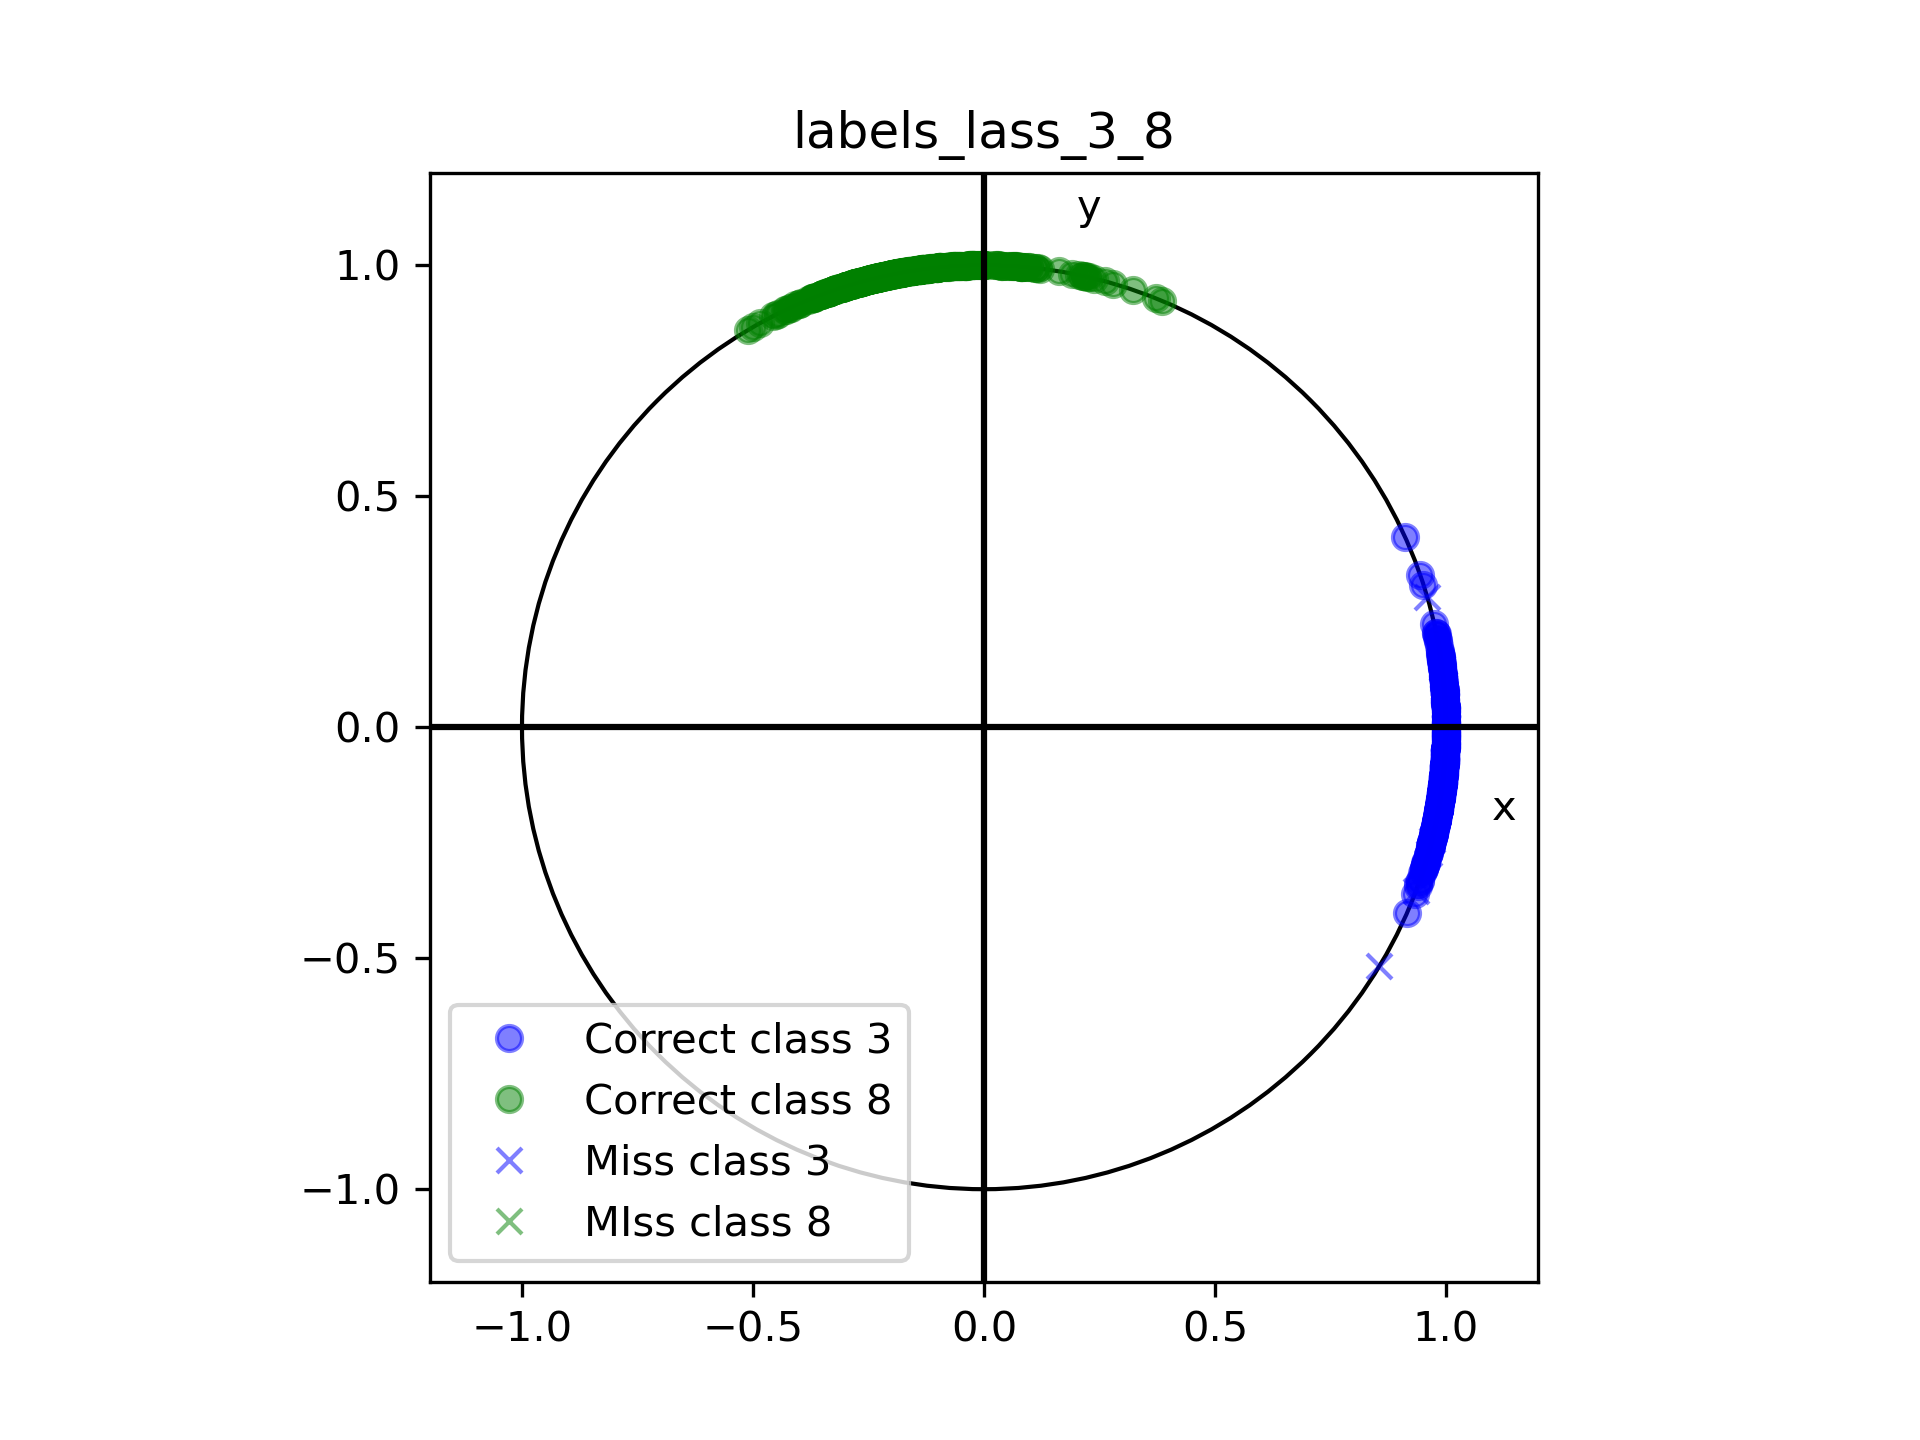 labels_lass_3_8
y
1.0
0.5
0.0
−0.5
−1.0
x
Correct class 3
Correct class 8
Miss class 3
MIss class 8
−1.0 −0.5 0.0 0.5 1.0